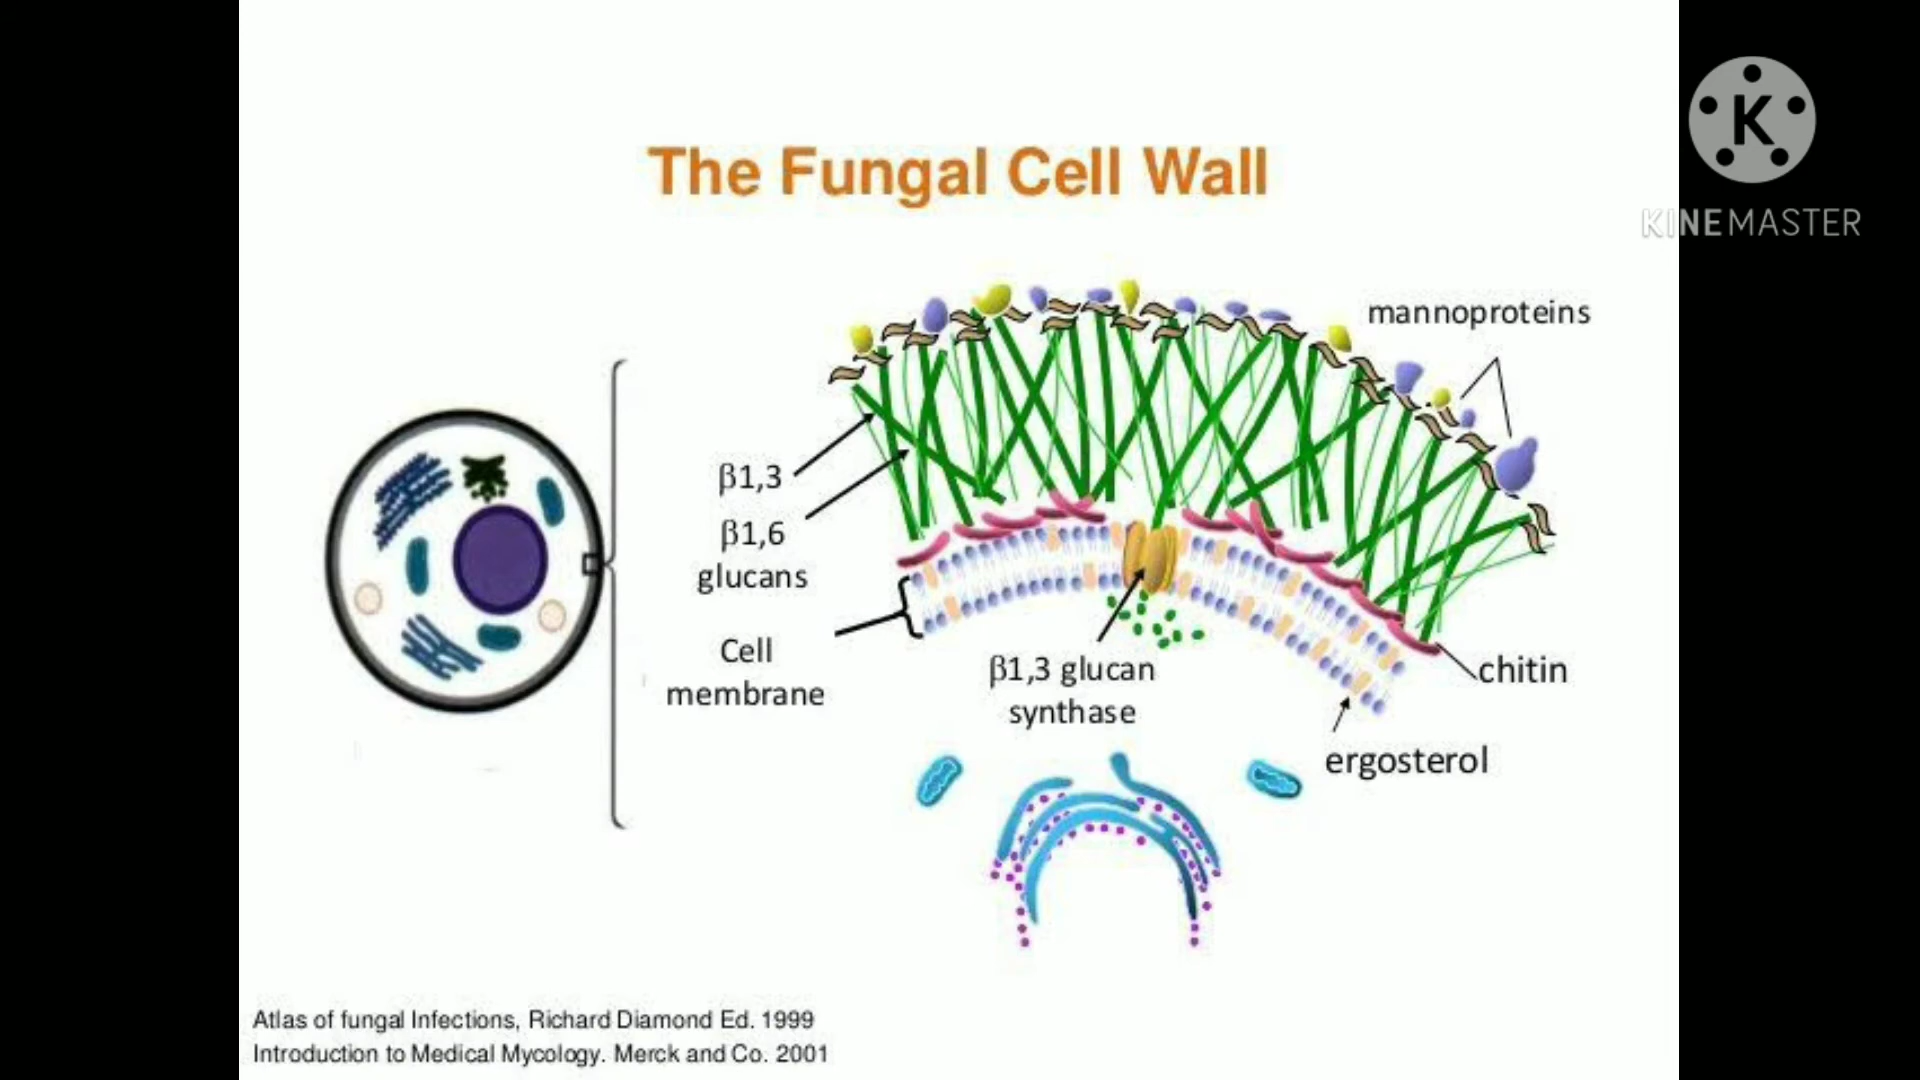 The Fungal Cell Wall
K
KINEMASTER
mannoproteins
β1,3
β1,6
glucans
Cell
membrane
β1,3 glucan
synthase
chitin
ergosterol
Atlas of fungal Infections, Richard Diamond Ed. 1999
Introduction to Medical Mycology. Merck and Co. 2001